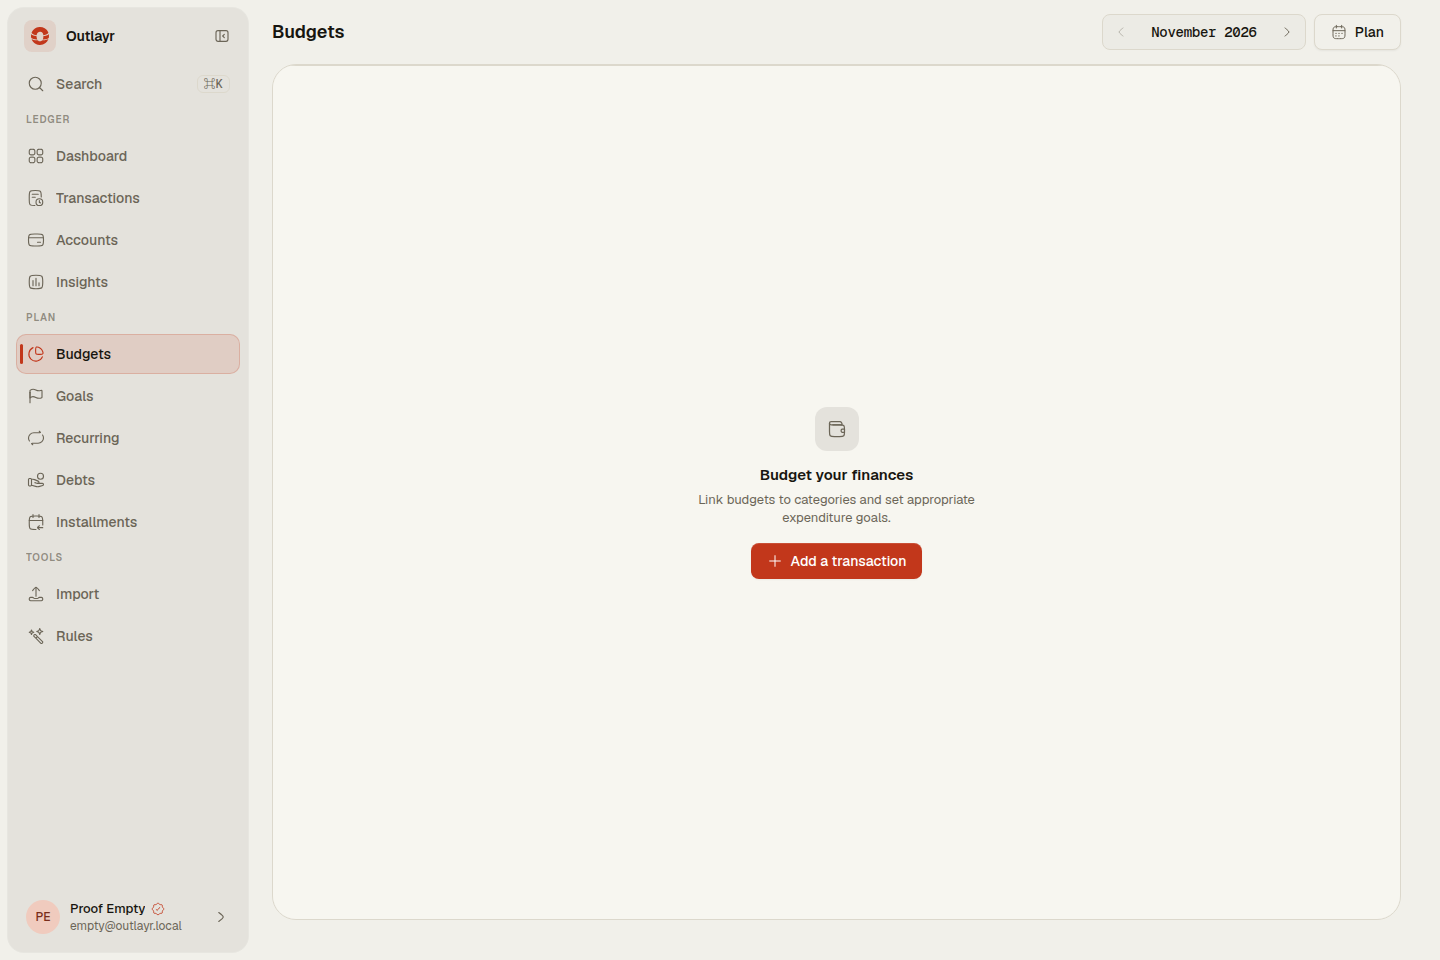 Outlayr
Search
⌘K
LEDGER
Dashboard
Transactions
Accounts
Insights
PLAN
Budgets
Goals
Recurring
Debts
Installments
TOOLS
Import
Rules
PE
Proof Empty
empty@outlayr.local
Budgets
November 2026
Plan
Budget your finances
Link budgets to categories and set appropriate
expenditure goals.
Add a transaction